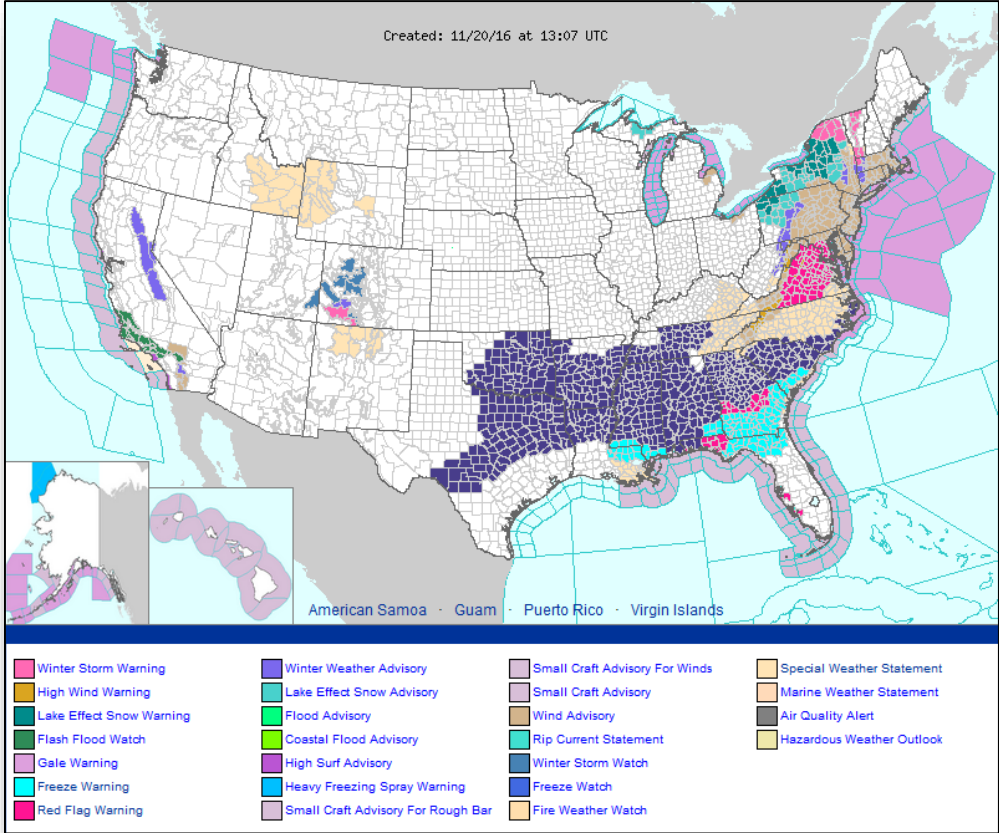 Created: 11/20/16 at 13:07 UTC
American Samoa · Guam · Puerto Rico · Virgin Islands
Winter Storm Warning
High Wind Warning
Lake Effect Snow Warning
Flash Flood Watch
Gale Warning
Freeze Warning
Red Flag Warning
Winter Weather Advisory
Lake Effect Snow Advisory
Flood Advisory
Coastal Flood Advisory
High Surf Advisory
Heavy Freezing Spray Warning
Small Craft Advisory For Rough Bar
Small Craft Advisory For Winds
Small Craft Advisory
Wind Advisory
Rip Current Statement
Winter Storm Watch
Freeze Watch
Fire Weather Watch
Special Weather Statement
Marine Weather Statement
Air Quality Alert
Hazardous Weather Outlook